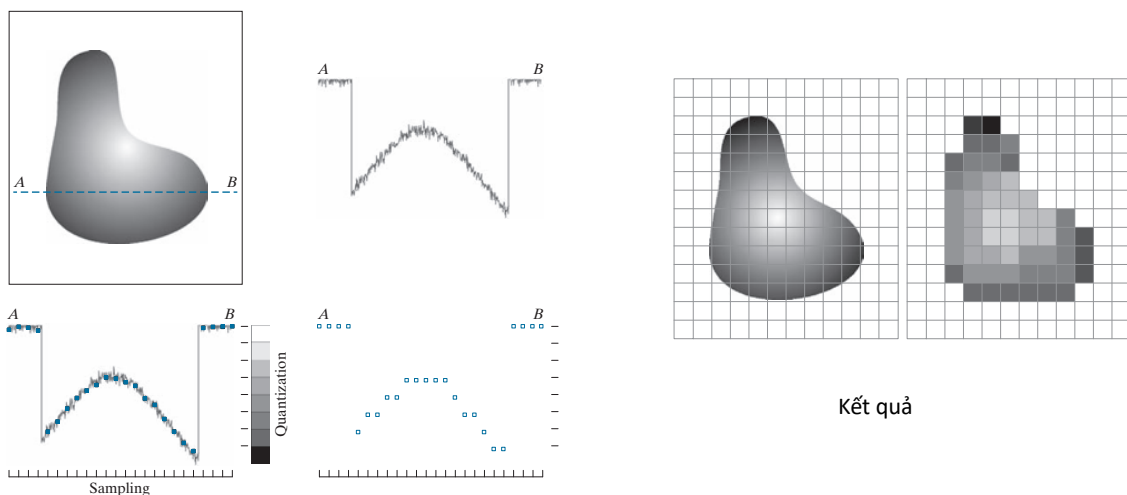 A B
A B
A B
A B
Quantization
Sampling
Kết quả